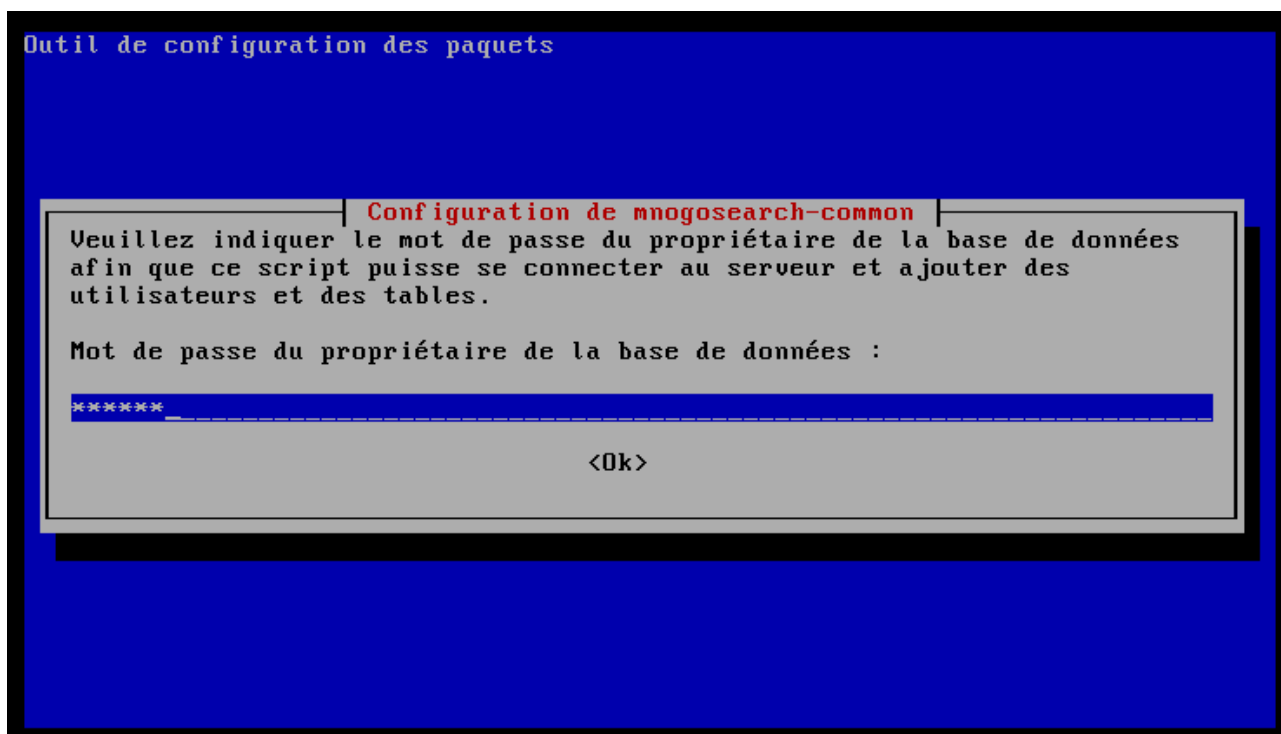 Outil de configuration des paquets
Configuration de mnogosearch-common
Veuillez indiquer le mot de passe du propriétaire de la base de données
afin que ce script puisse se connecter au serveur et ajouter des
utilisateurs et des tables.
Mot de passe du propriétaire de la base de données :
******_
<Ok>